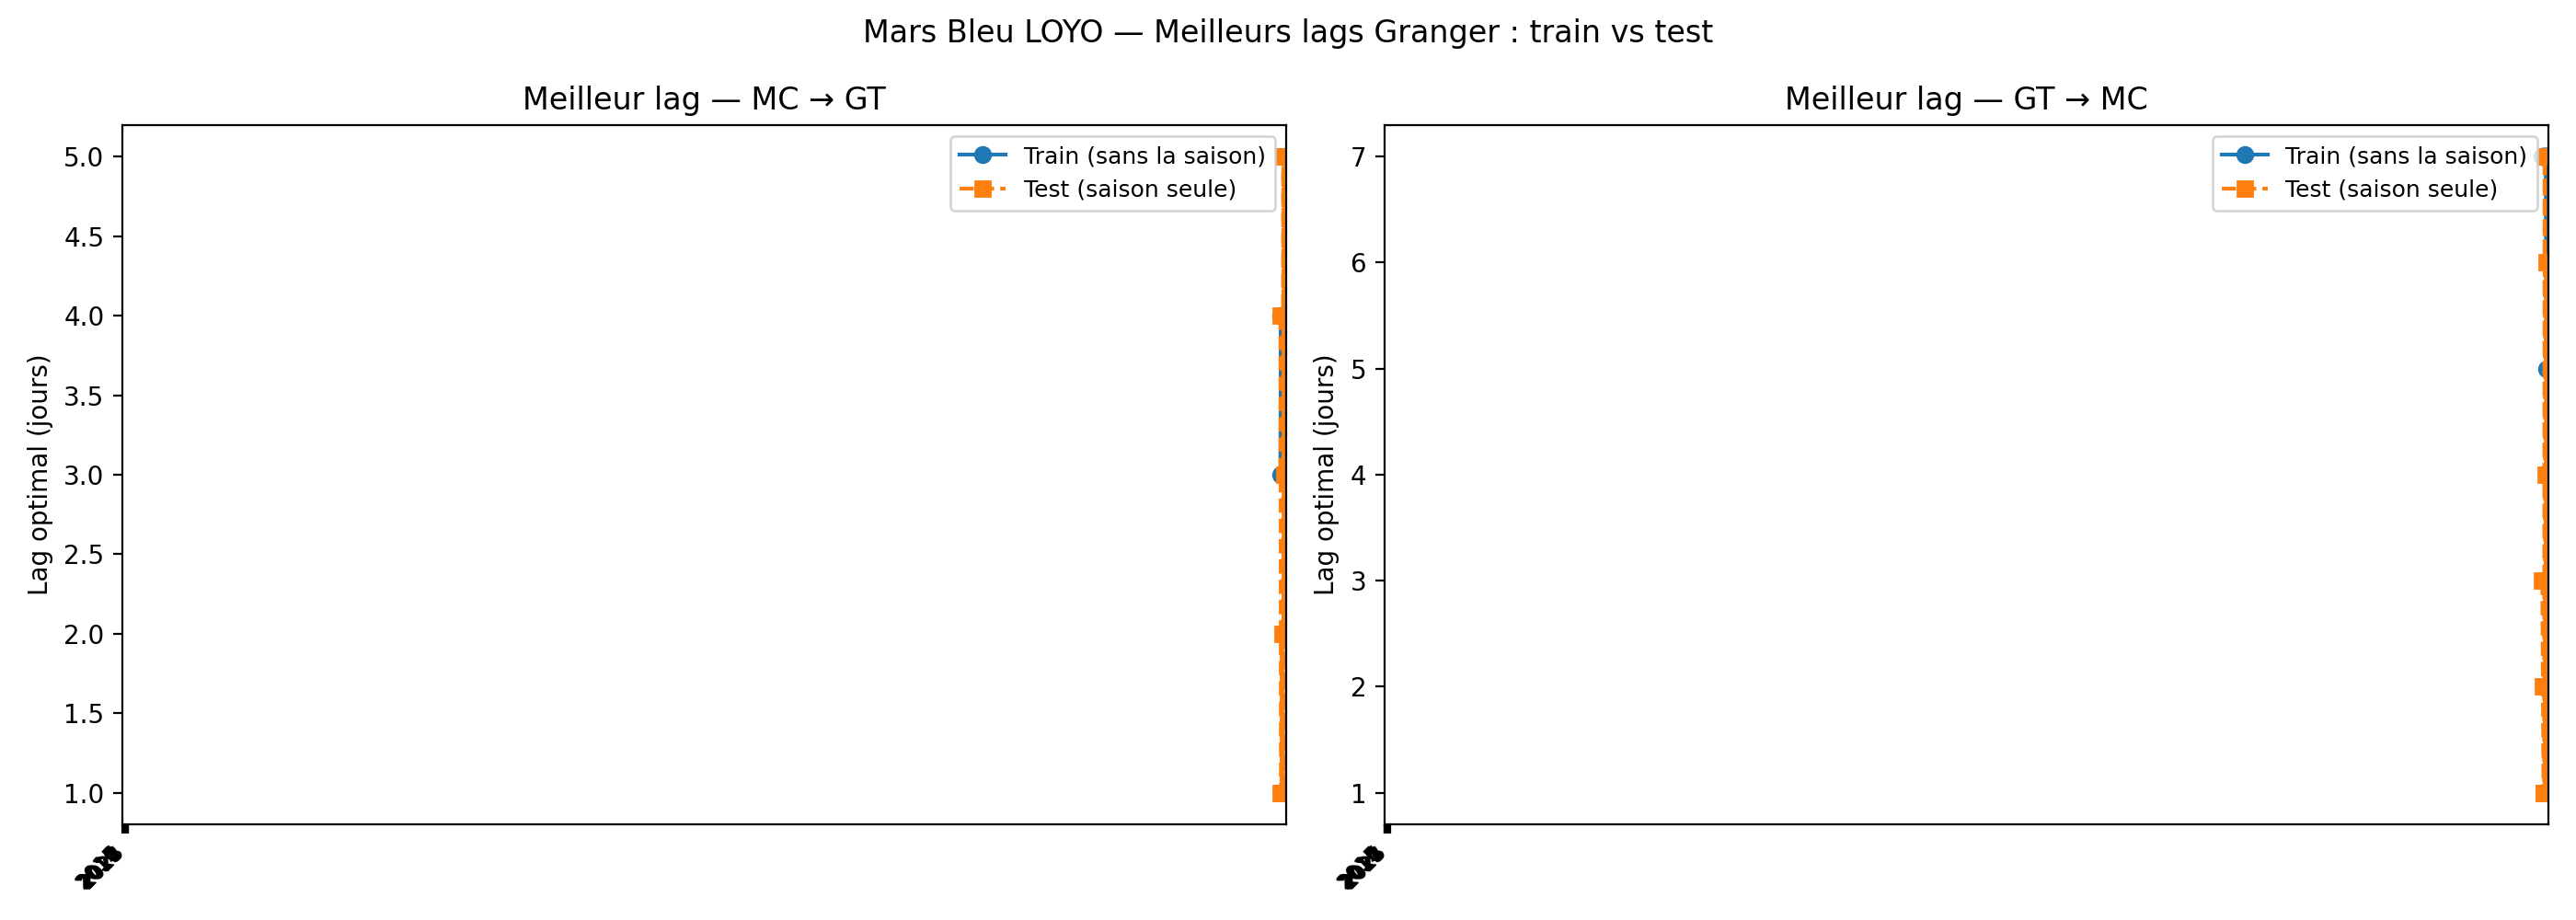 Mars Bleu LOYO — Meilleurs lags Granger : train vs test
Meilleur lag — MC → GT
Lag optimal (jours)
5.0
4.5
4.0
3.5
3.0
2.5
2.0
1.5
1.0
Train (sans la saison)
Test (saison seule)
Meilleur lag — GT → MC
Lag optimal (jours)
7
6
5
4
3
2
1
Train (sans la saison)
Test (saison seule)